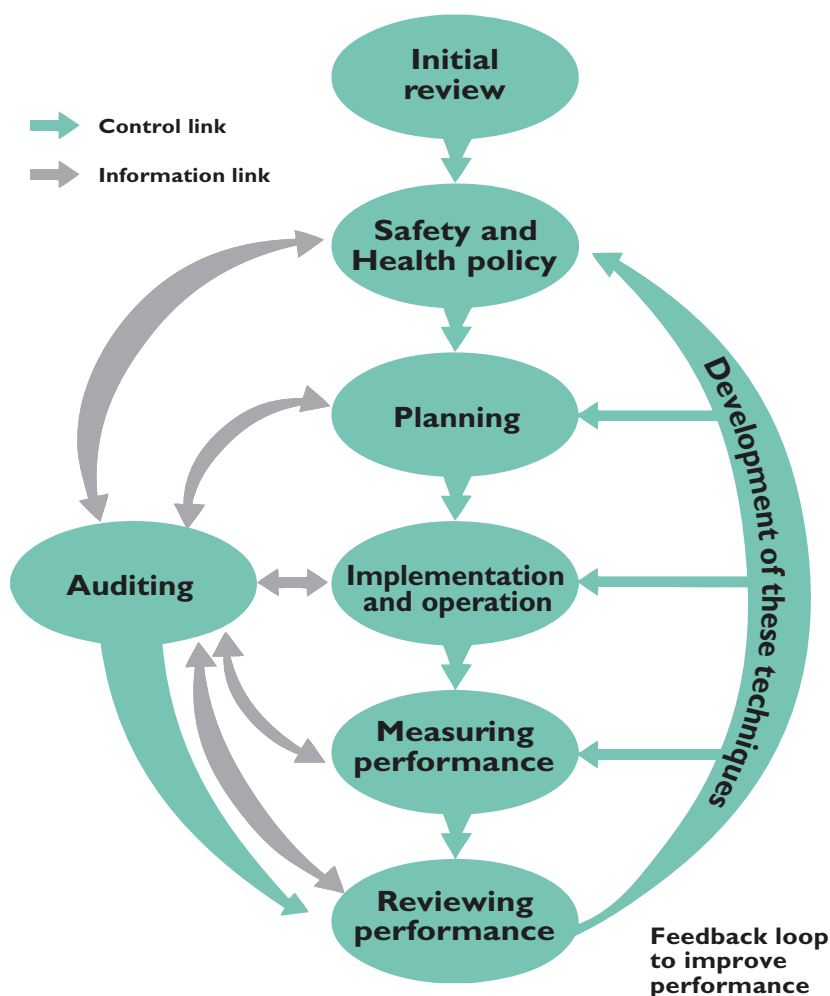 Initial
review
Control link
Information link
Safety and
Health policy
Planning
Development of these techniques
Auditing
Implementation
and operation
Measuring
performance
Reviewing
performance
Feedback loop
to improve
performance